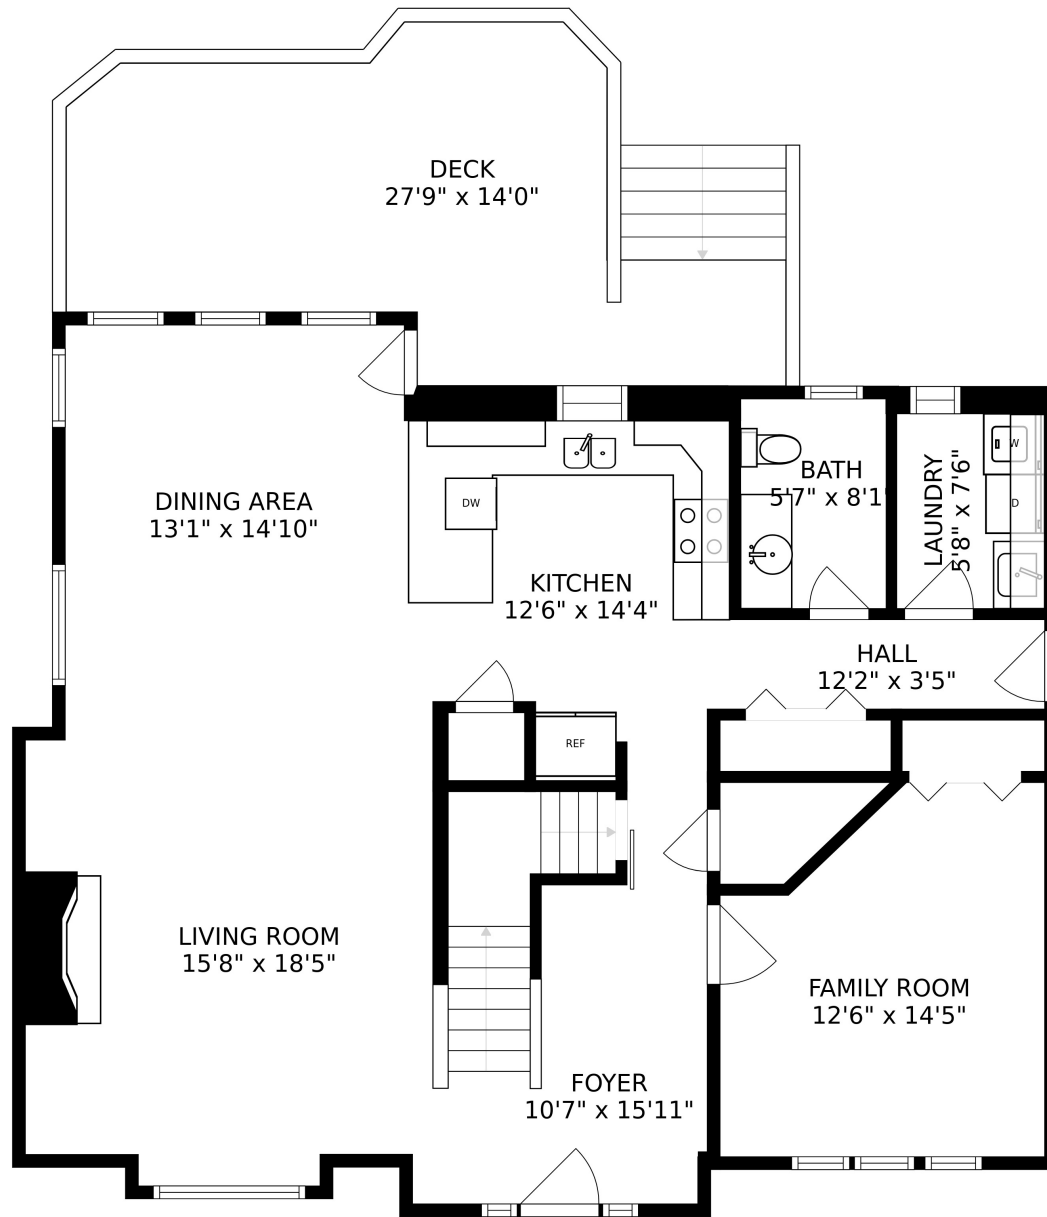 DECK
27'9" x 14'0"
DINING AREA
13'1" x 14'10"
DW
KITCHEN
12'6" x 14'4"
BATH
5'7" x 8'1"
LAUNDRY
5'8" x 7'6"
W
D
HALL
12'2" x 3'5"
REF
LIVING ROOM
15'8" x 18'5"
FAMILY ROOM
12'6" x 14'5"
FOYER
10'7" x 15'11"